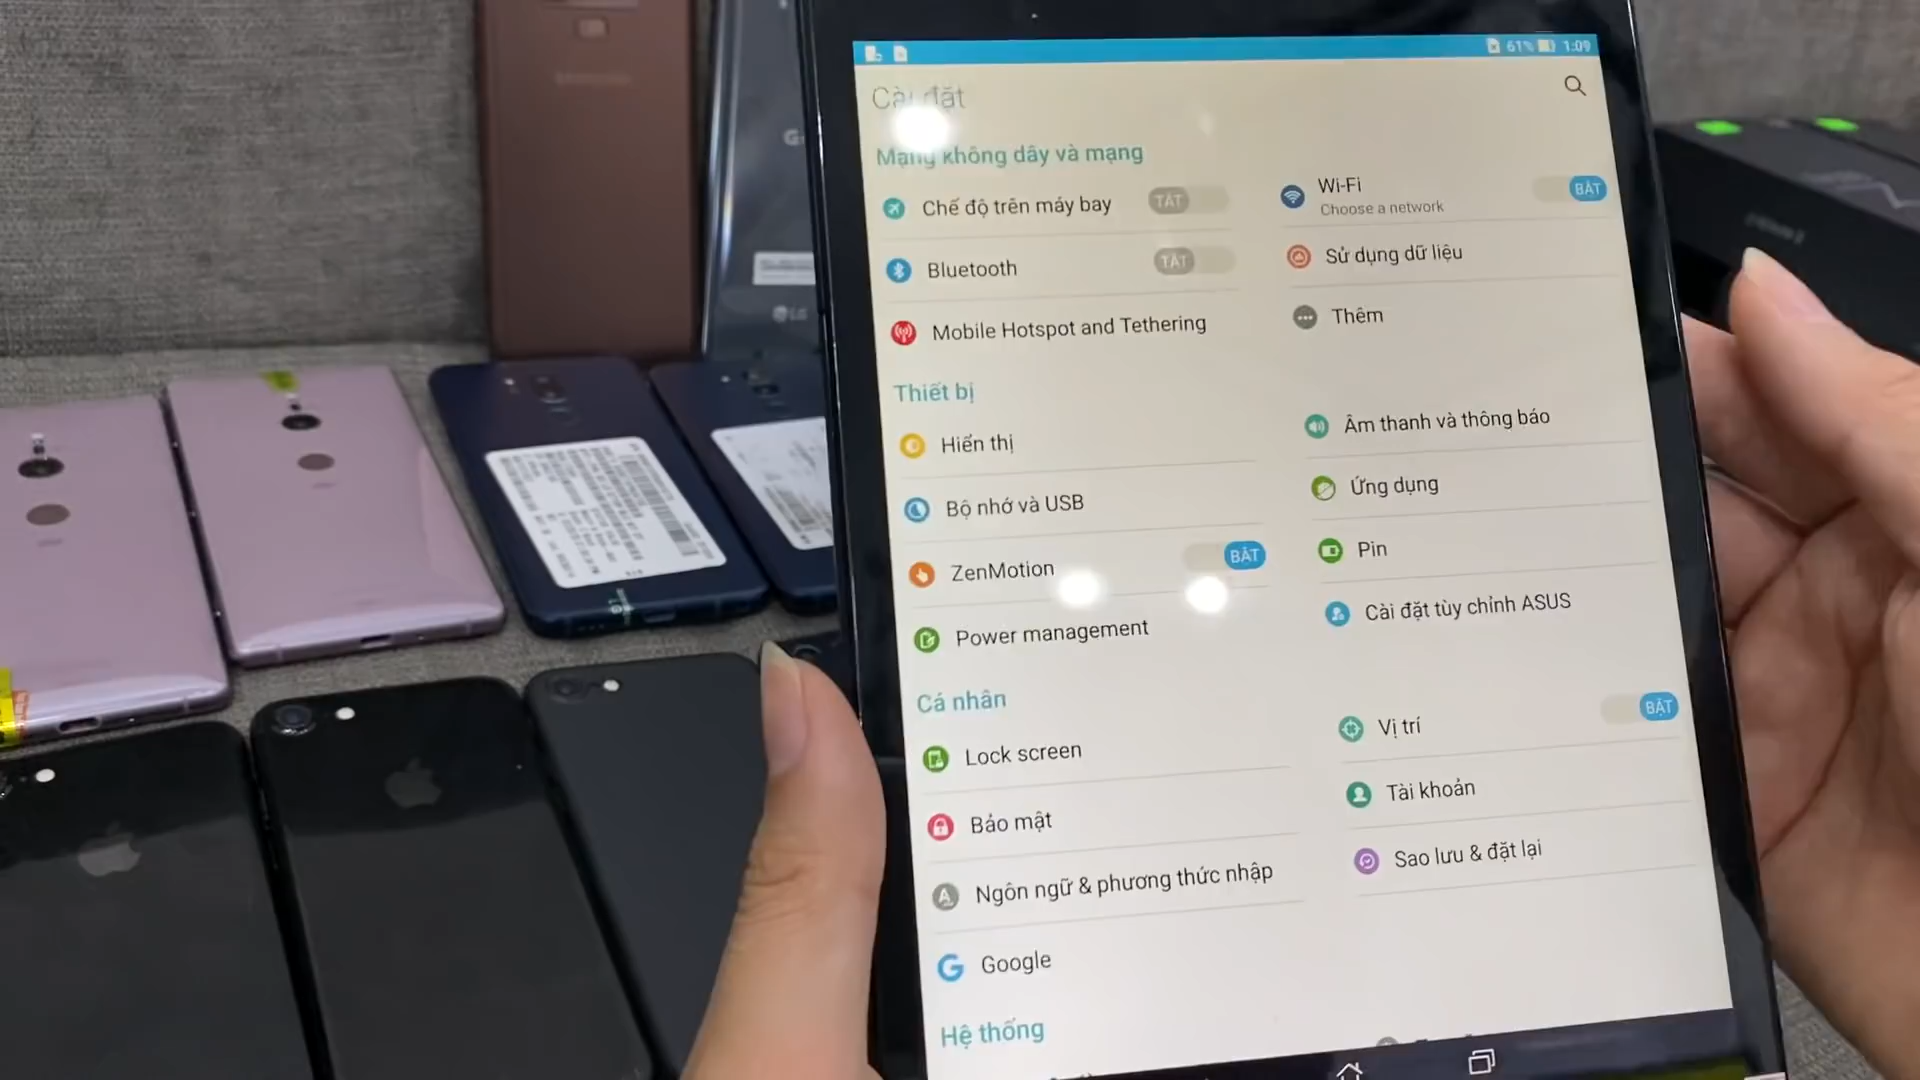 61% 1:09
Cài đặt
Mạng không dây và mạng
Chế độ trên máy bay TẮT
Wi-Fi BẬT
Choose a network
Bluetooth TẮT
Sử dụng dữ liệu
Mobile Hotspot and Tethering
Thêm
Thiết bị
Hiển thị
Âm thanh và thông báo
Bộ nhớ và USB
Ứng dụng
ZenMotion BẬT
Pin
Power management
Cài đặt tùy chỉnh ASUS
Cá nhân
Lock screen
Vị trí BẬT
Bảo mật
Tài khoản
Ngôn ngữ & phương thức nhập
Sao lưu & đặt lại
Google
Hệ thống
LG